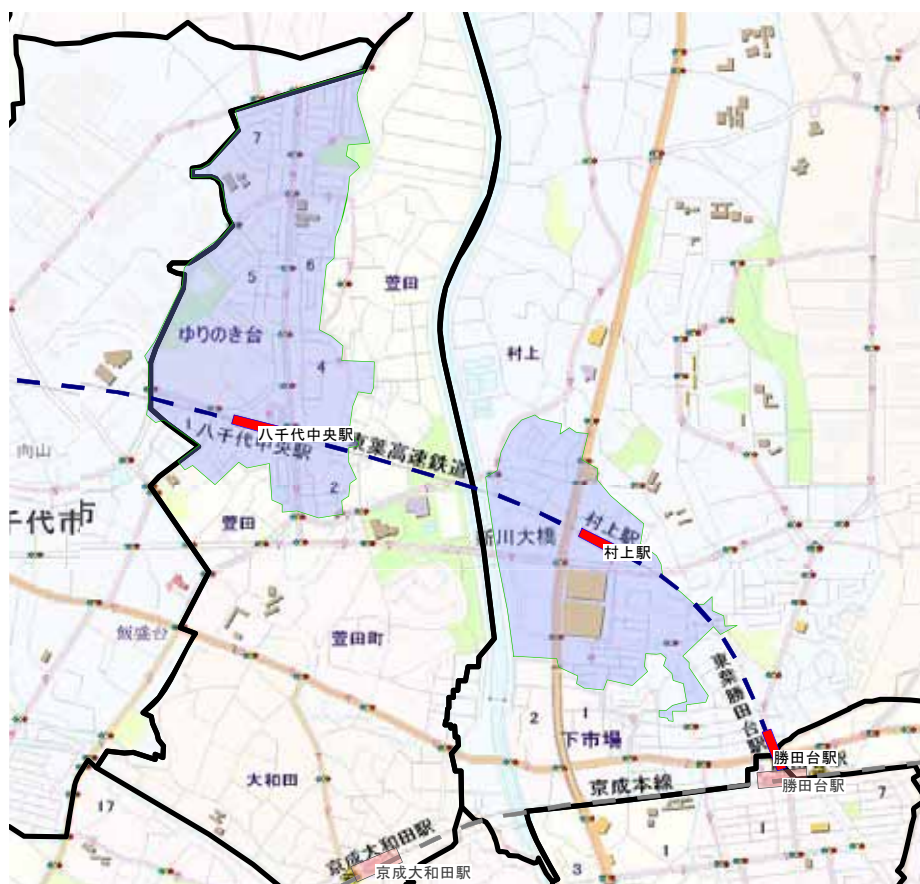 7
5
6
萱田
ゆりのき台
村上
4
1
八千代中央駅
八千代中央駅
東葉高速鉄道
向山
2
千代市
市
萱田
新川大橋
村上駅
村上駅
飯盛台
萱田町
東葉勝田台駅
2
1
下市場
勝田台駅
大和田
京成本線
勝田台駅
7
17
1
1
京成大和田駅
京成大和田駅
3